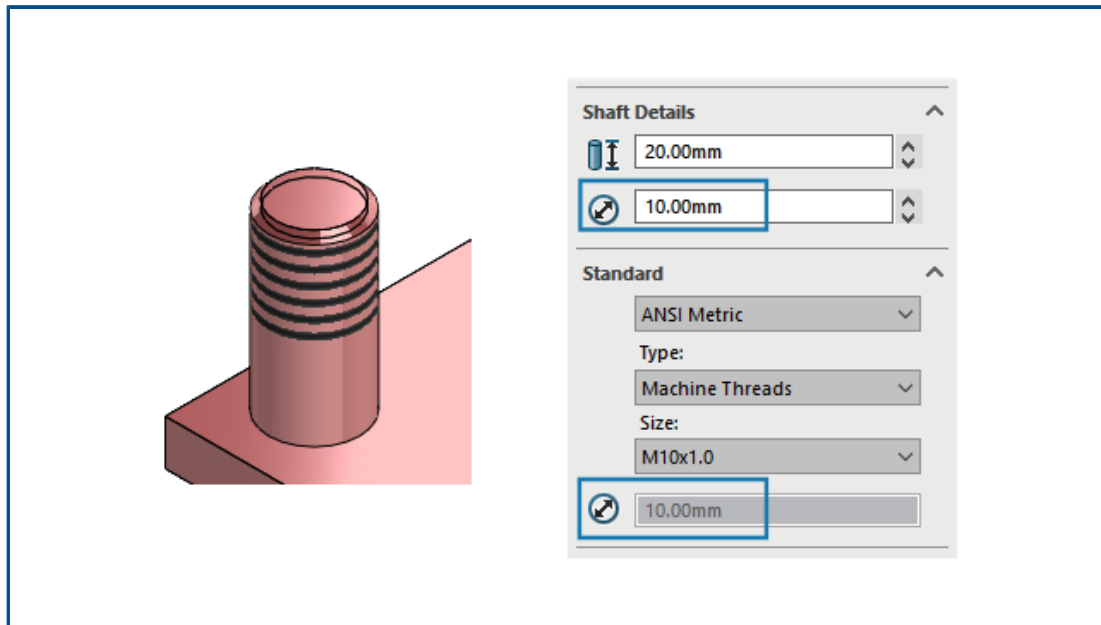 Shaft Details
20.00mm
10.00mm
Standard
ANSI Metric
Type:
Machine Threads
Size:
M10x1.0
10.00mm